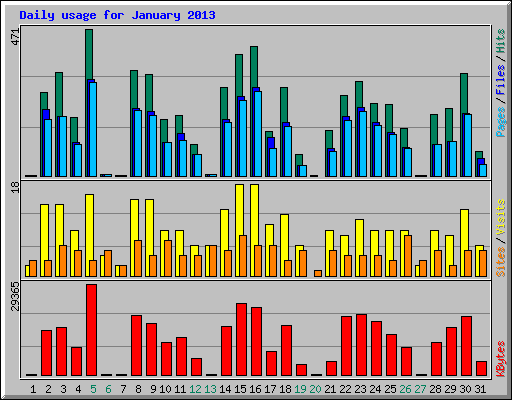 Daily usage for January 2013
471
Pages / Files / Hits
18
Sites / Visits
29365
KBytes
1 2 3 4 5 6 7 8 9 10 11 12 13 14 15 16 17 18 19 20 21 22 23 24 25 26 27 28 29 30 31